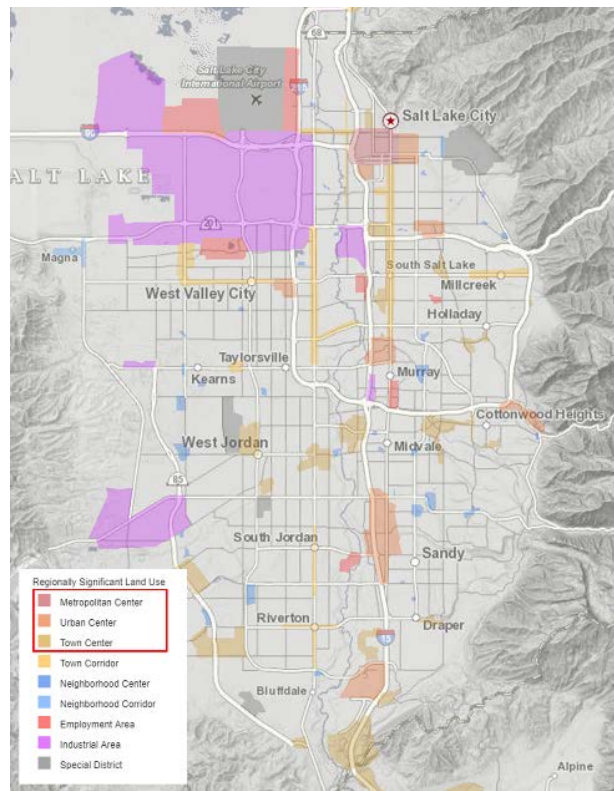 68
Salt Lake City
International Airport
215
Salt Lake City
80
ALT LAKE
201
Magna
South Salt Lake
West Valley City
Millcreek
Holladay
Taylorsville
Kearns
Murray
Cottonwood Heights
West Jordan
Midvale
85
South Jordan
Sandy
Regionally Significant Land Use
Metropolitan Center
Urban Center
Town Center
Town Corridor
Neighborhood Center
Neighborhood Corridor
Employment Area
Industrial Area
Special District
Riverton
Draper
15
Bluffdale
Alpine